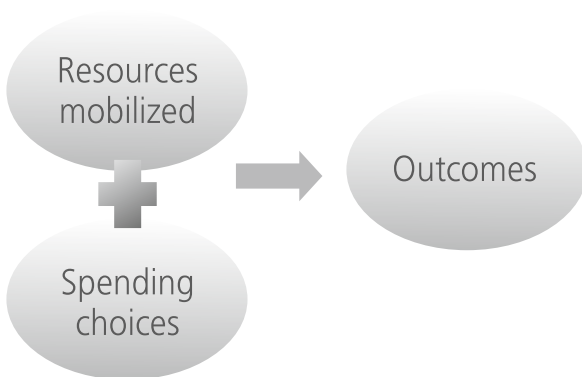 Resources
mobilized
Spending
choices
Outcomes